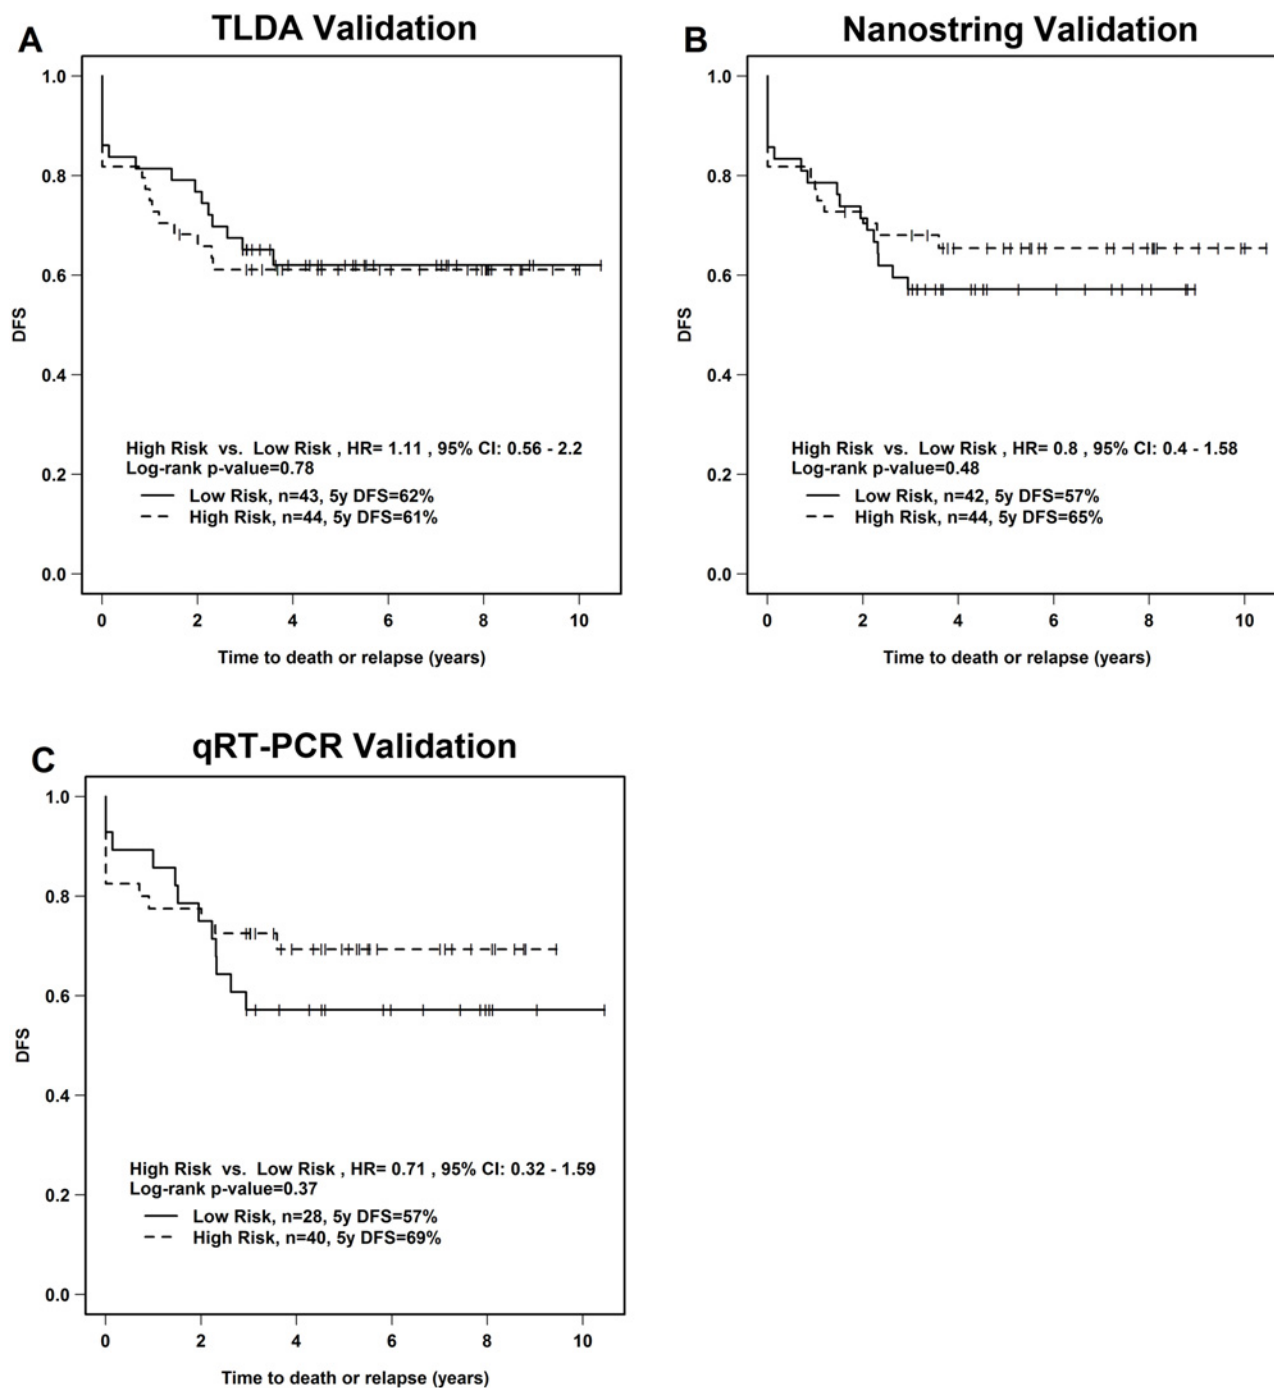 A
TLDA Validation
1.0
0.8
0.6
0.4
0.2
0.0
DFS
High Risk vs. Low Risk , HR= 1.11 , 95% CI: 0.56 - 2.2
Log-rank p-value=0.78
Low Risk, n=43, 5y DFS=62%
High Risk, n=44, 5y DFS=61%
0 2 4 6 8 10
Time to death or relapse (years)
B
Nanostring Validation
1.0
0.8
0.6
0.4
0.2
0.0
DFS
High Risk vs. Low Risk , HR= 0.8 , 95% CI: 0.4 - 1.58
Log-rank p-value=0.48
Low Risk, n=42, 5y DFS=57%
High Risk, n=44, 5y DFS=65%
0 2 4 6 8 10
Time to death or relapse (years)
C
qRT-PCR Validation
1.0
0.8
0.6
0.4
0.2
0.0
DFS
High Risk vs. Low Risk , HR= 0.71 , 95% CI: 0.32 - 1.59
Log-rank p-value=0.37
Low Risk, n=28, 5y DFS=57%
High Risk, n=40, 5y DFS=69%
0 2 4 6 8 10
Time to death or relapse (years)